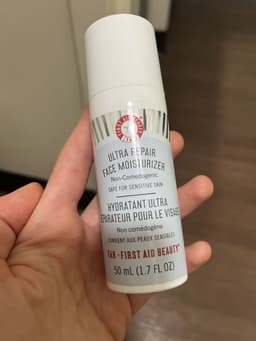 ULTRA REPAIR
FACE MOISTURIZER
Non-Comedogenic
SAFE FOR SENSITIVE SKIN
HYDRATANT ULTRA
RÉPARATEUR POUR LE VISAGE
Non comédogène
CONVIENT AUX PEAUX SENSIBLES
FAB - FIRST AID BEAUTY
50 mL (1.7 FL OZ)